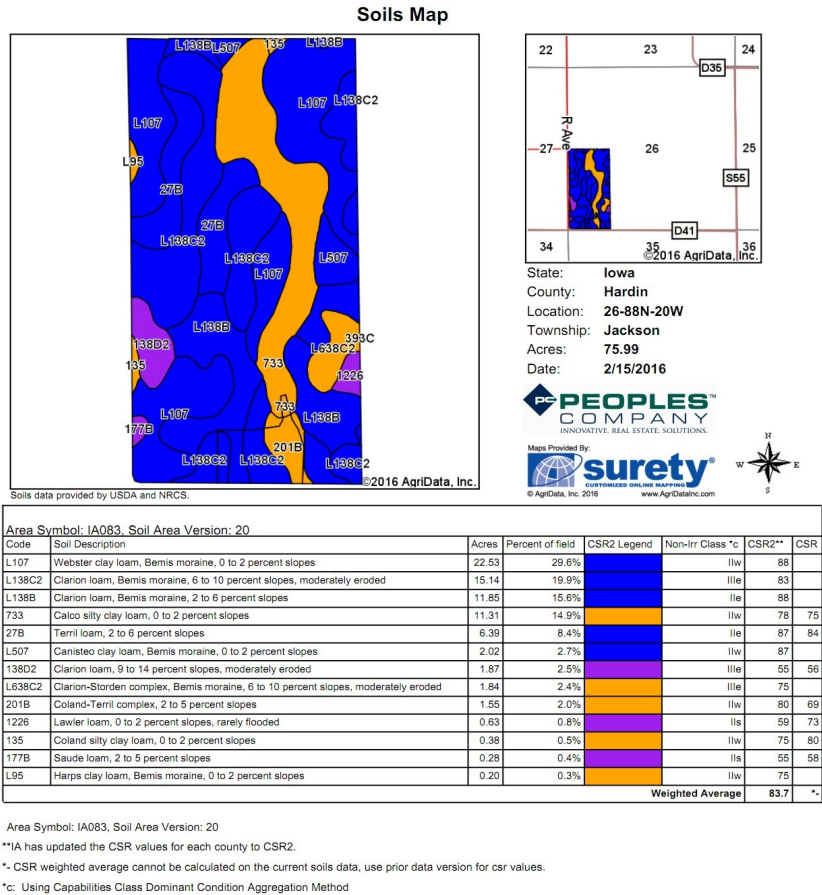 Soils Map
L138B
L507
135
L138B
L107
L138C2
L107
L95
27B
27B
L138C2
L138C2
L507
L107
L138B
138D2
393C
L638C2
135
733
1226
733
L107
L138B
177B
201B
L138C2
L138C2
L138C2
©2016 AgriData, Inc.
Soils data provided by USDA and NRCS.
22
23
24
D35
R-Ave
27
26
25
S55
D41
34
35
36
©2016 AgriData, Inc.
State: Iowa
County: Hardin
Location: 26-88N-20W
Township: Jackson
Acres: 75.99
Date: 2/15/2016
PC PEOPLES™
COMPANY
INNOVATIVE. REAL ESTATE. SOLUTIONS.
Maps Provided By:
surety®
CUSTOMIZED ONLINE MAPPING
© AgriData, Inc. 2016 www.AgriDataInc.com
N
W E
S
Area Symbol: IA083, Soil Area Version: 20
Code Soil Description Acres Percent of field CSR2 Legend Non-Irr Class *c CSR2** CSR
L107 Webster clay loam, Bemis moraine, 0 to 2 percent slopes 22.53 29.6% IIw 88
L138C2 Clarion loam, Bemis moraine, 6 to 10 percent slopes, moderately eroded 15.14 19.9% IIIe 83
L138B Clarion loam, Bemis moraine, 2 to 6 percent slopes 11.85 15.6% IIe 88
733 Calco silty clay loam, 0 to 2 percent slopes 11.31 14.9% IIw 78 75
27B Terril loam, 2 to 6 percent slopes 6.39 8.4% IIe 87 84
L507 Canisteo clay loam, Bemis moraine, 0 to 2 percent slopes 2.02 2.7% IIw 87
138D2 Clarion loam, 9 to 14 percent slopes, moderately eroded 1.87 2.5% IIIe 55 56
L638C2 Clarion-Storden complex, Bemis moraine, 6 to 10 percent slopes, moderately eroded 1.84 2.4% IIIe 75
201B Coland-Terril complex, 2 to 5 percent slopes 1.55 2.0% IIw 80 69
1226 Lawler loam, 0 to 2 percent slopes, rarely flooded 0.63 0.8% IIs 59 73
135 Coland silty clay loam, 0 to 2 percent slopes 0.38 0.5% IIw 75 80
177B Saude loam, 2 to 5 percent slopes 0.28 0.4% IIs 55 58
L95 Harps clay loam, Bemis moraine, 0 to 2 percent slopes 0.20 0.3% IIw 75
Weighted Average 83.7 *-
Area Symbol: IA083, Soil Area Version: 20
**IA has updated the CSR values for each county to CSR2.
*- CSR weighted average cannot be calculated on the current soils data, use prior data version for csr values.
*c: Using Capabilities Class Dominant Condition Aggregation Method